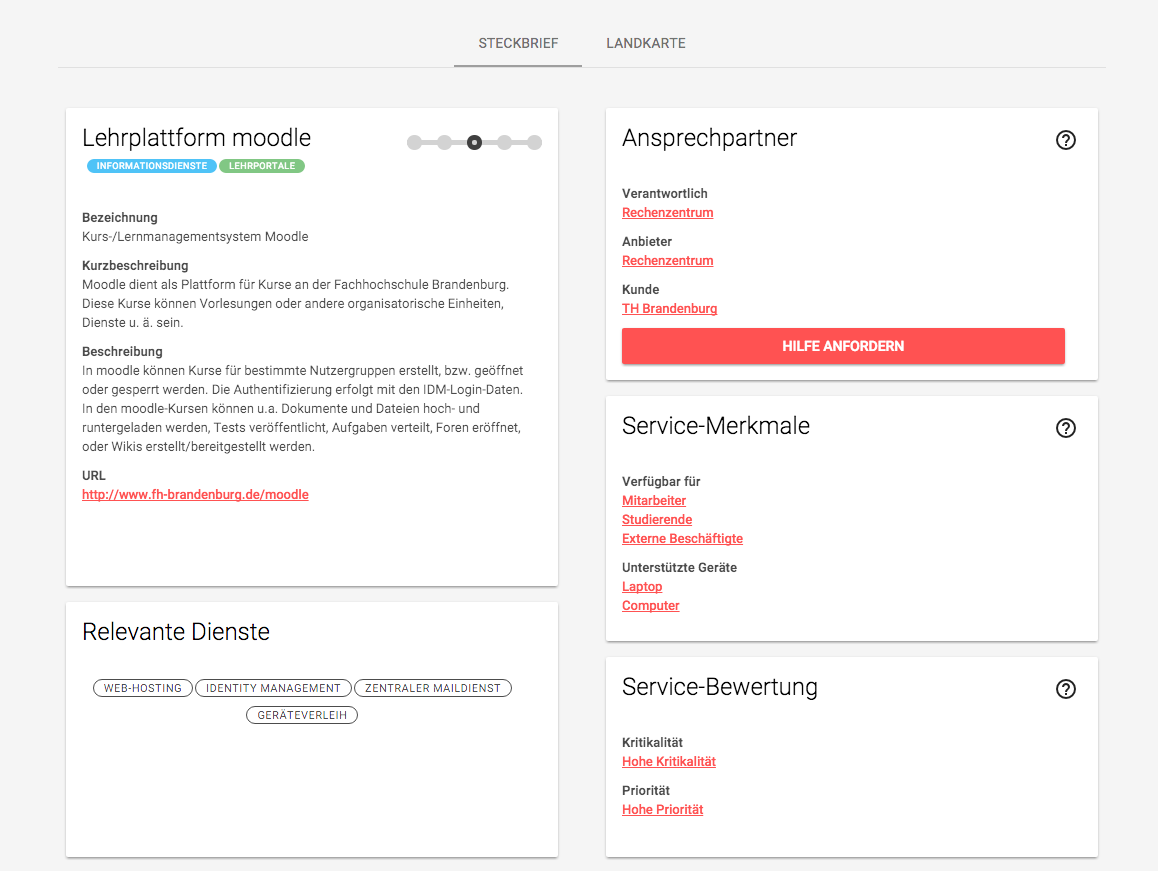 STECKBRIEF
LANDKARTE
Lehrplattform moodle
INFORMATIONSDIENSTE
LEHRPORTALE
Bezeichnung
Kurs-/Lernmanagementsystem Moodle
Kurzbeschreibung
Moodle dient als Plattform für Kurse an der Fachhochschule Brandenburg.
Diese Kurse können Vorlesungen oder andere organisatorische Einheiten,
Dienste u. ä. sein.
Beschreibung
In moodle können Kurse für bestimmte Nutzergruppen erstellt, bzw. geöffnet
oder gesperrt werden. Die Authentifizierung erfolgt mit den IDM-Login-Daten.
In den moodle-Kursen können u.a. Dokumente und Dateien hoch- und
runtergeladen werden, Tests veröffentlicht, Aufgaben verteilt, Foren eröffnet,
oder Wikis erstellt/bereitgestellt werden.
URL
http://www.fh-brandenburg.de/moodle
Relevante Dienste
WEB-HOSTING
IDENTITY MANAGEMENT
ZENTRALER MAILDIENST
GERÄTEVERLEIH
Ansprechpartner
?
Verantwortlich
Rechenzentrum
Anbieter
Rechenzentrum
Kunde
TH Brandenburg
HILFE ANFORDERN
Service-Merkmale
?
Verfügbar für
Mitarbeiter
Studierende
Externe Beschäftigte
Unterstützte Geräte
Laptop
Computer
Service-Bewertung
?
Kritikalität
Hohe Kritikalität
Priorität
Hohe Priorität